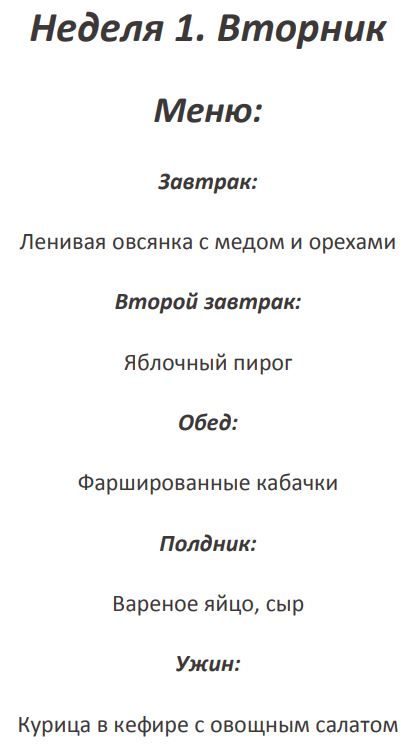 Неделя 1. Вторник
Меню:
Завтрак:
Ленивая овсянка с медом и орехами
Второй завтрак:
Яблочный пирог
Обед:
Фаршированные кабачки
Полдник:
Вареное яйцо, сыр
Ужин:
Курица в кефире с овощным салатом